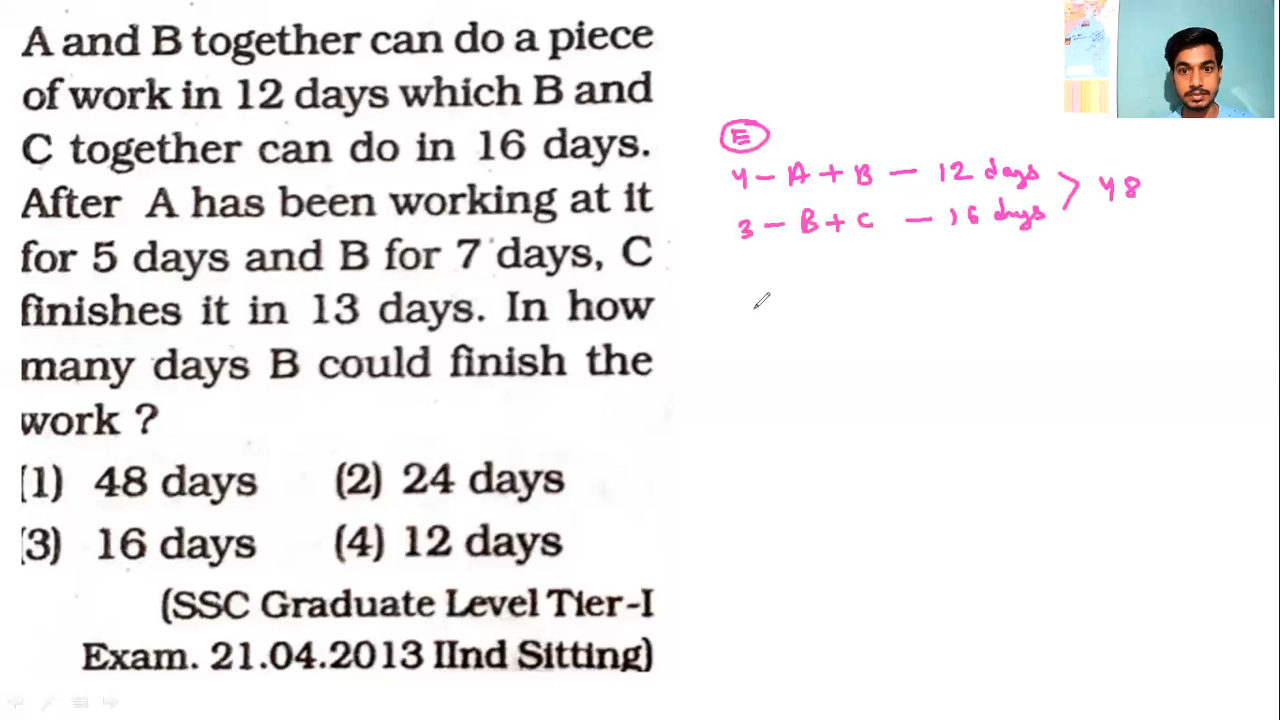 A and B together can do a piece
of work in 12 days which B and
C together can do in 16 days.
After A has been working at it
for 5 days and B for 7 days, C
finishes it in 13 days. In how
many days B could finish the
work ?
(1) 48 days (2) 24 days
(3) 16 days (4) 12 days
(SSC Graduate Level Tier-I
Exam. 21.04.2013 IInd Sitting)
E
4 - A + B - 12 days
3 - B + C - 16 days
> 48